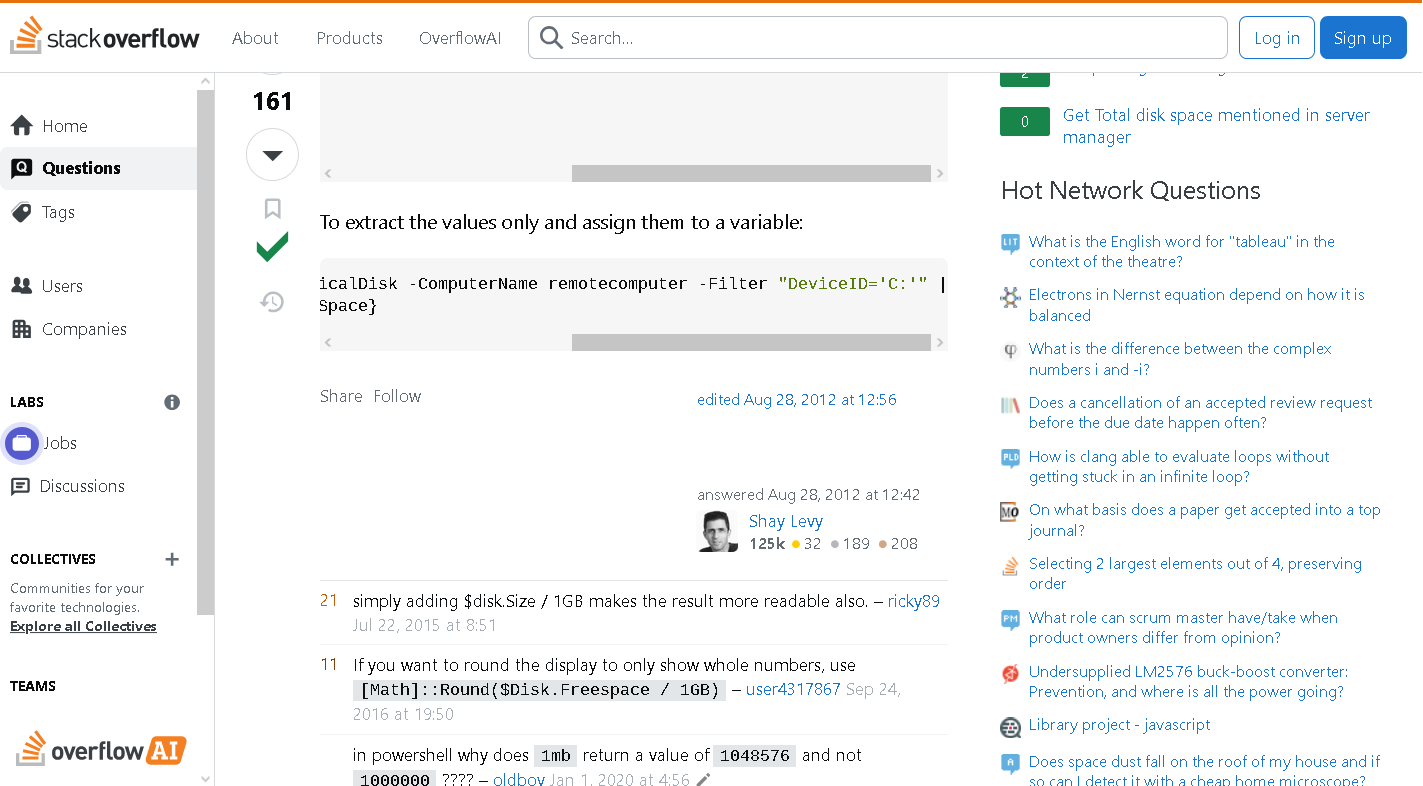 stackoverflow
About
Products
OverflowAI
Search...
Log in
Sign up
Home
Questions
Tags
Users
Companies
LABS
Jobs
Discussions
COLLECTIVES
Communities for your
favorite technologies.
Explore all Collectives
TEAMS
overflow AI
161
To extract the values only and assign them to a variable:
icalDisk -ComputerName remotecomputer -Filter "DeviceID='C:'" |
Space}
Share Follow
edited Aug 28, 2012 at 12:56
answered Aug 28, 2012 at 12:42
Shay Levy
125k 32 189 208
21 simply adding $disk.Size / 1GB makes the result more readable also. – ricky89
Jul 22, 2015 at 8:51
11 If you want to round the display to only show whole numbers, use
[Math]::Round($Disk.Freespace / 1GB) – user4317867 Sep 24,
2016 at 19:50
in powershell why does 1mb return a value of 1048576 and not
1000000 ???? – oldboy Jan 1, 2020 at 4:56
2
0 Get Total disk space mentioned in server
manager
Hot Network Questions
LIT What is the English word for "tableau" in the
context of the theatre?
Electrons in Nernst equation depend on how it is
balanced
φ What is the difference between the complex
numbers i and -i?
Does a cancellation of an accepted review request
before the due date happen often?
PLD How is clang able to evaluate loops without
getting stuck in an infinite loop?
MO On what basis does a paper get accepted into a top
journal?
Selecting 2 largest elements out of 4, preserving
order
PM What role can scrum master have/take when
product owners differ from opinion?
Undersupplied LM2576 buck-boost converter:
Prevention, and where is all the power going?
Library project - javascript
A Does space dust fall on the roof of my house and if
so can I detect it with a cheap home microscope?